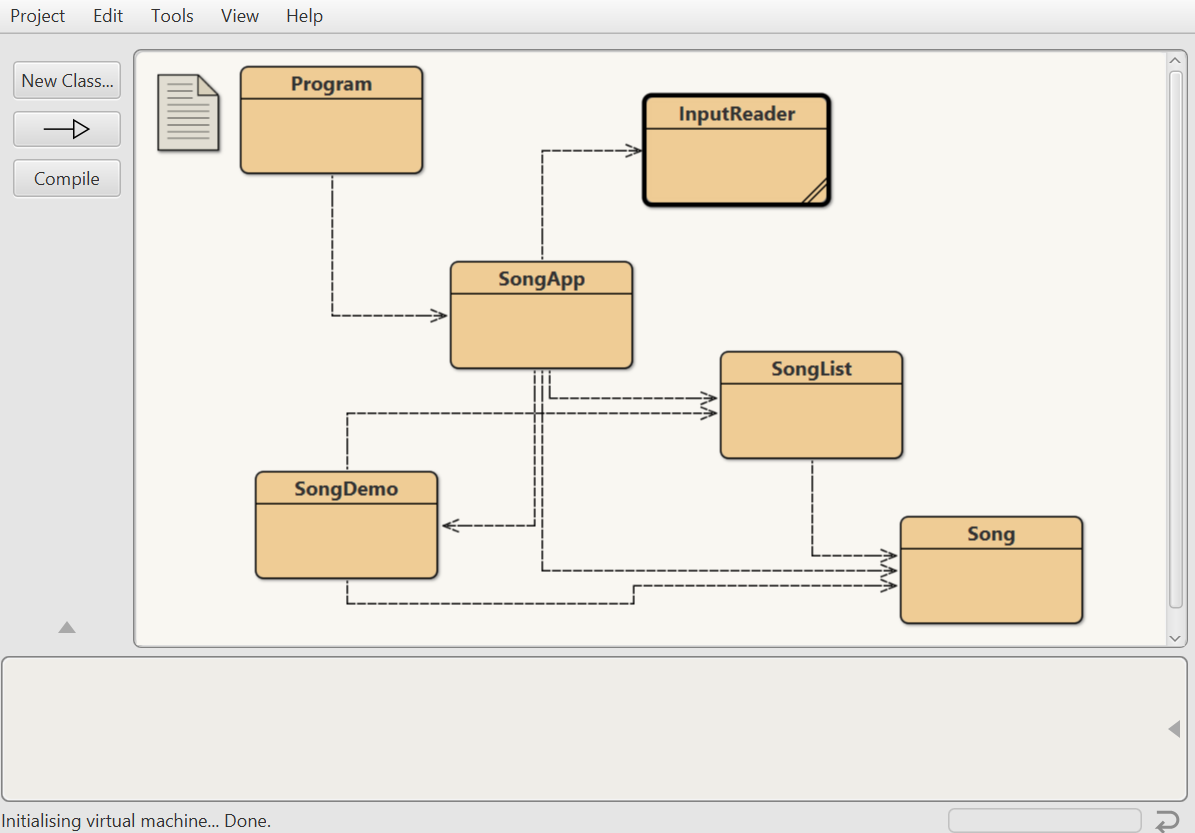 Project Edit Tools View Help
New Class...
Compile
Program
InputReader
SongApp
SongList
SongDemo
Song
Initialising virtual machine... Done.